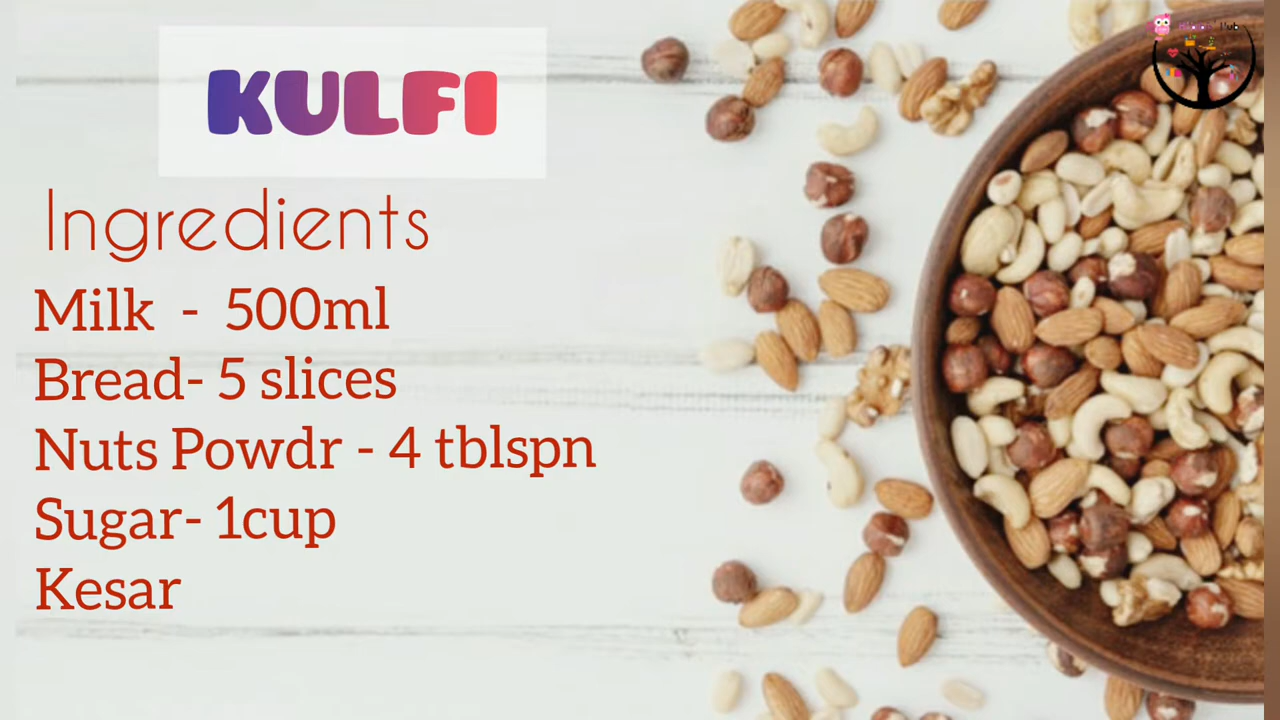 KULFI
Ingredients
Milk - 500ml
Bread- 5 slices
Nuts Powdr - 4 tblspn
Sugar- 1cup
Kesar